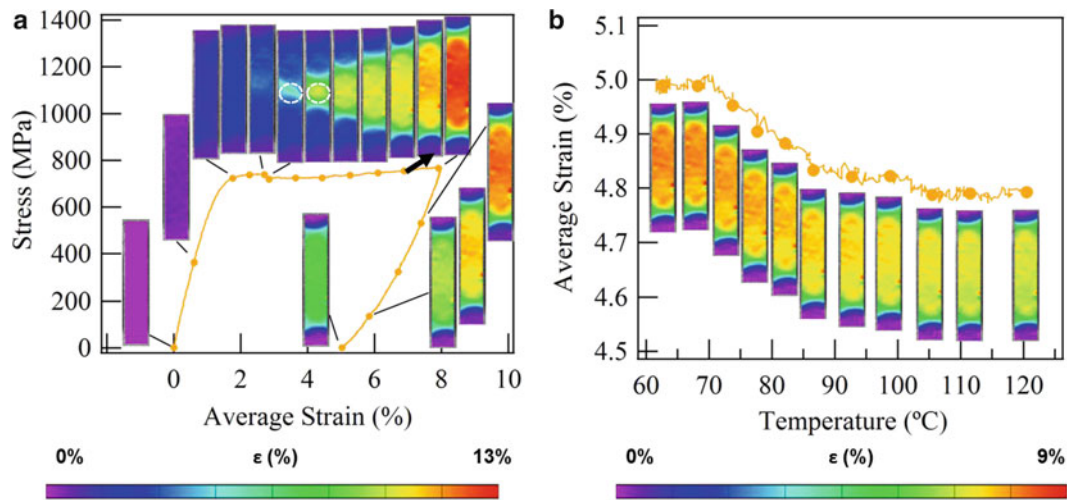 a
Stress (MPa)
1400
1200
1000
800
600
400
200
0
0 2 4 6 8 10
Average Strain (%)
0% ε (%) 13%
b
Average Strain (%)
5.1
5.0
4.9
4.8
4.7
4.6
4.5
60 70 80 90 100 110 120
Temperature (ºC)
0% ε (%) 9%